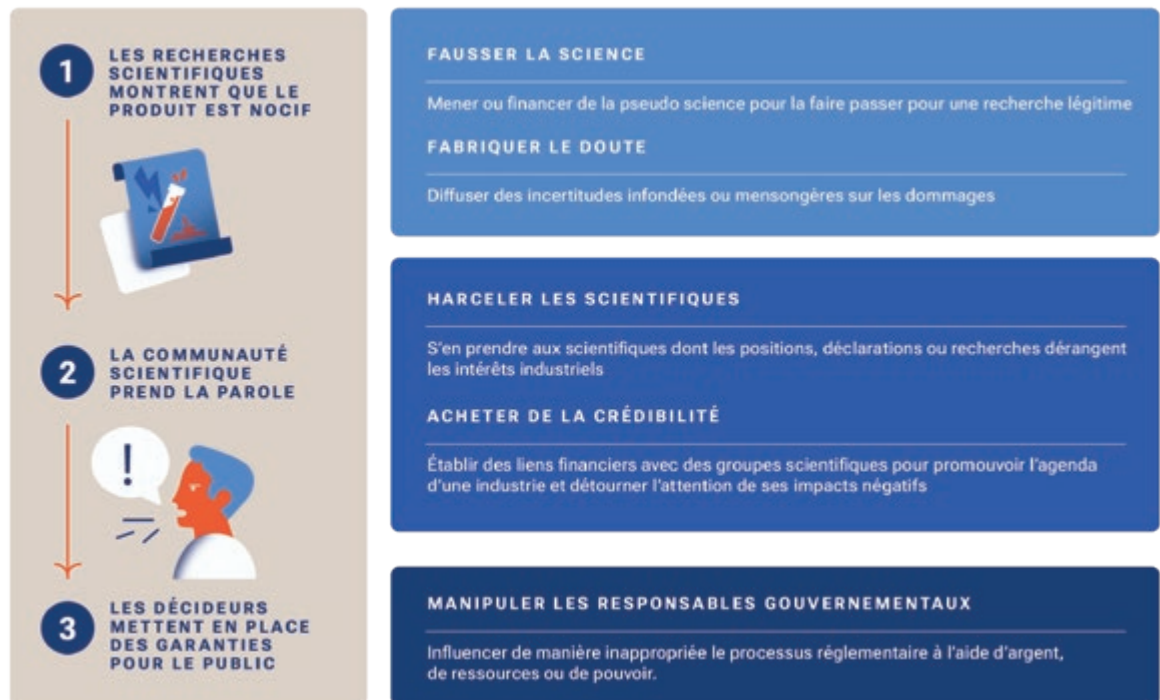 1
LES RECHERCHES
SCIENTIFIQUES
MONTRENT QUE LE
PRODUIT EST NOCIF
FAUSSER LA SCIENCE
Mener ou financer de la pseudo science pour la faire passer pour une recherche légitime
FABRIQUER LE DOUTE
Diffuser des incertitudes infondées ou mensongères sur les dommages
2
LA COMMUNAUTÉ
SCIENTIFIQUE
PREND LA PAROLE
!
HARCELER LES SCIENTIFIQUES
S'en prendre aux scientifiques dont les positions, déclarations ou recherches dérangent
les intérêts industriels
ACHETER DE LA CRÉDIBILITÉ
Établir des liens financiers avec des groupes scientifiques pour promouvoir l'agenda
d'une industrie et détourner l'attention de ses impacts négatifs
3
LES DÉCIDEURS
METTENT EN PLACE
DES GARANTIES
POUR LE PUBLIC
MANIPULER LES RESPONSABLES GOUVERNEMENTAUX
Influencer de manière inappropriée le processus réglementaire à l'aide d'argent,
de ressources ou de pouvoir.